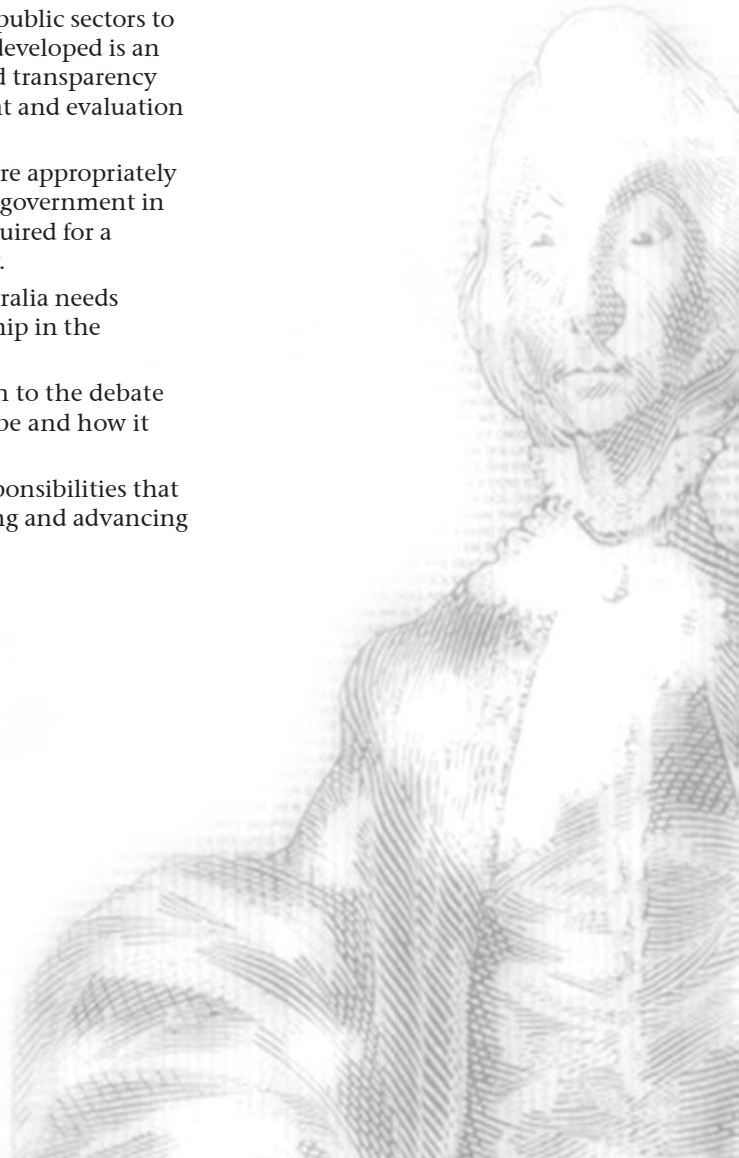 public sectors to
developed is an
d transparency
nt and evaluation
re appropriately
government in
uired for a
.
ralia needs
hip in the
n to the debate
be and how it
ponsibilities that
ng and advancing